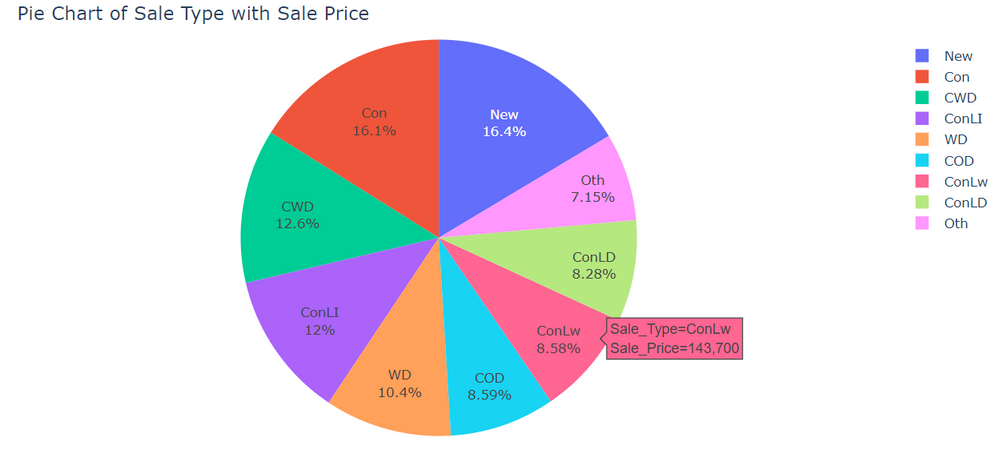 Pie Chart of Sale Type with Sale Price
New
16.4%
Con
16.1%
CWD
12.6%
ConLI
12%
WD
10.4%
COD
8.59%
ConLw
8.58%
ConLD
8.28%
Oth
7.15%
Sale_Type=ConLw
Sale_Price=143,700
New
Con
CWD
ConLI
WD
COD
ConLw
ConLD
Oth